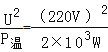 U²/P温 = (220V)²/2×10³W